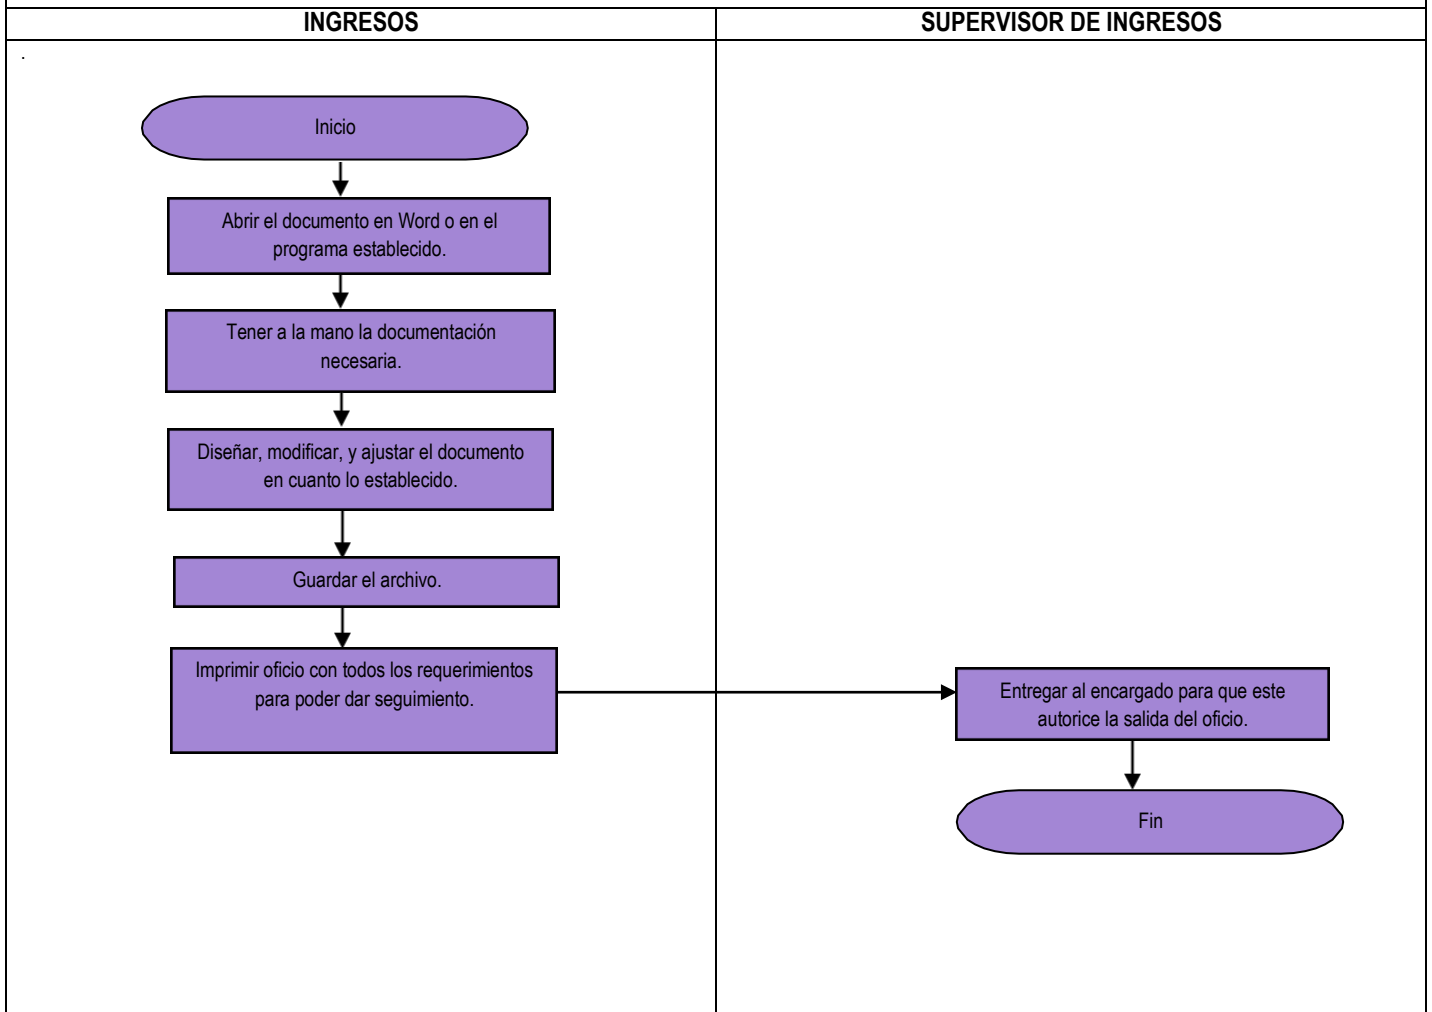 INGRESOS
SUPERVISOR DE INGRESOS
.
Inicio
Abrir el documento en Word o en el
programa establecido.
Tener a la mano la documentación
necesaria.
Diseñar, modificar, y ajustar el documento
en cuanto lo establecido.
Guardar el archivo.
Imprimir oficio con todos los requerimientos
para poder dar seguimiento.
Entregar al encargado para que este
autorice la salida del oficio.
Fin